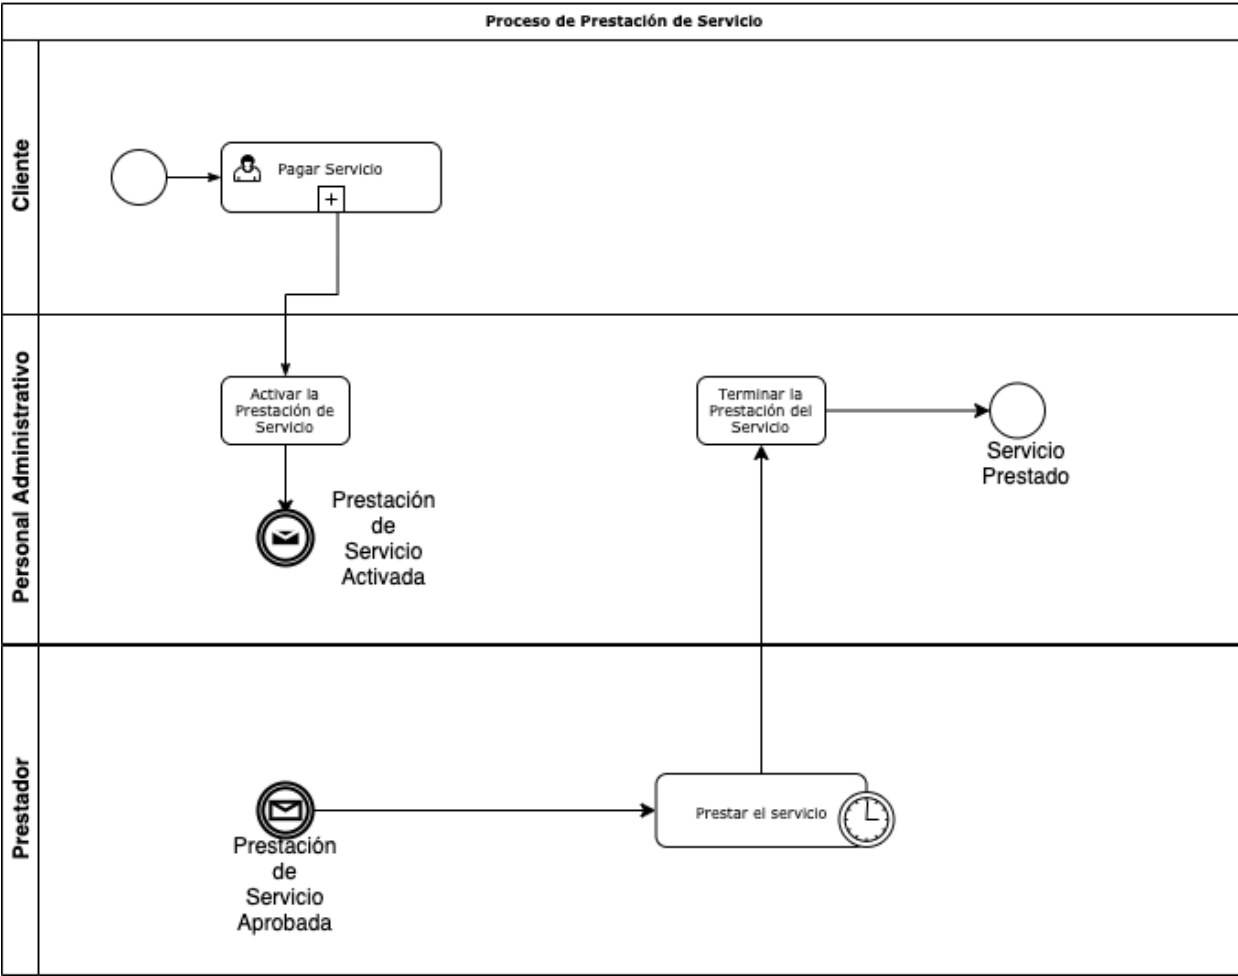 Proceso de Prestación de Servicio
Cliente
Pagar Servicio
Personal Administrativo
Activar la
Prestación de
Servicio
Terminar la
Prestación del
Servicio
Servicio
Prestado
Prestación
de
Servicio
Activada
Prestador
Prestar el servicio
Prestación
de
Servicio
Aprobada